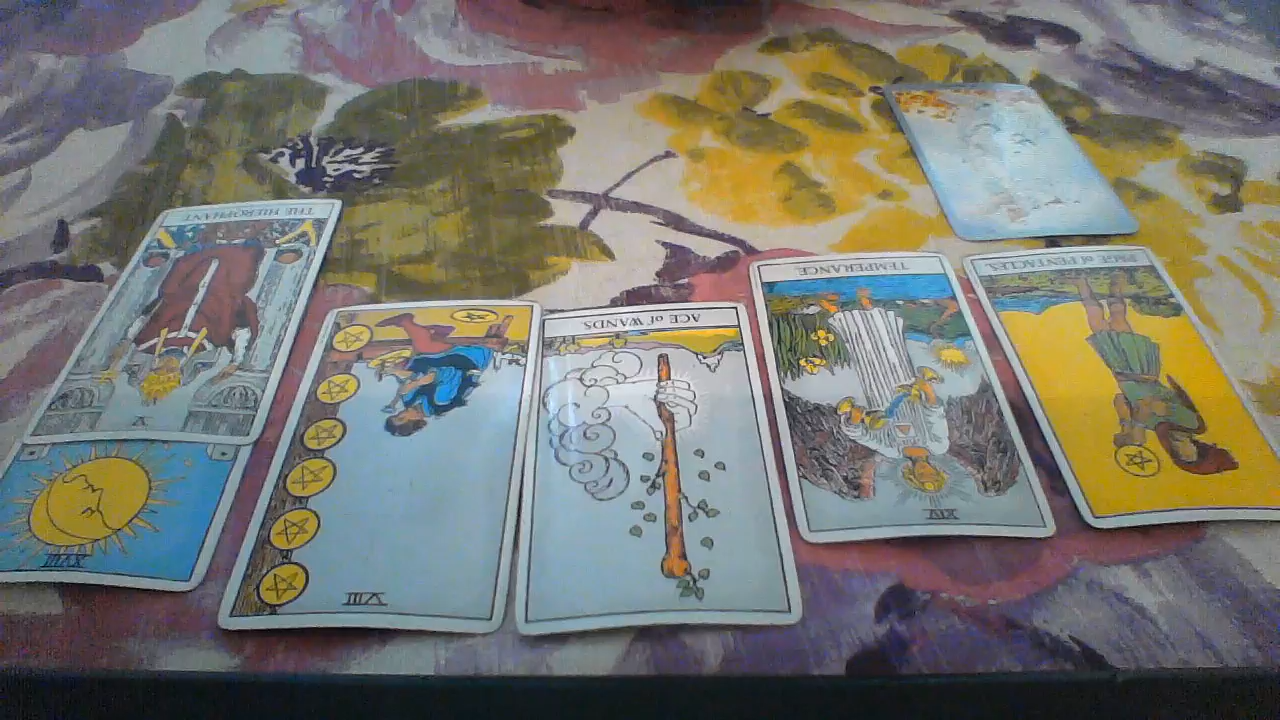 THE HIEROPHANT
V
XVIII
VIII
ACE of WANDS.
TEMPERANCE.
XIV
PAGE of PENTACLES.